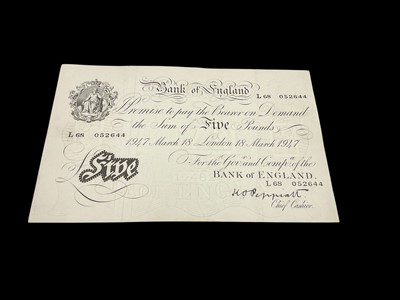 Bank of England
L 68 052644
Promise to pay the Bearer on Demand
the Sum of Five Pounds
L 68 052644
1947 March 18 London 18 March 1947
For the Govr. and Compa. of the
BANK OF ENGLAND.
L 68 052644
Five
K O Peppiatt
Chief Cashier.